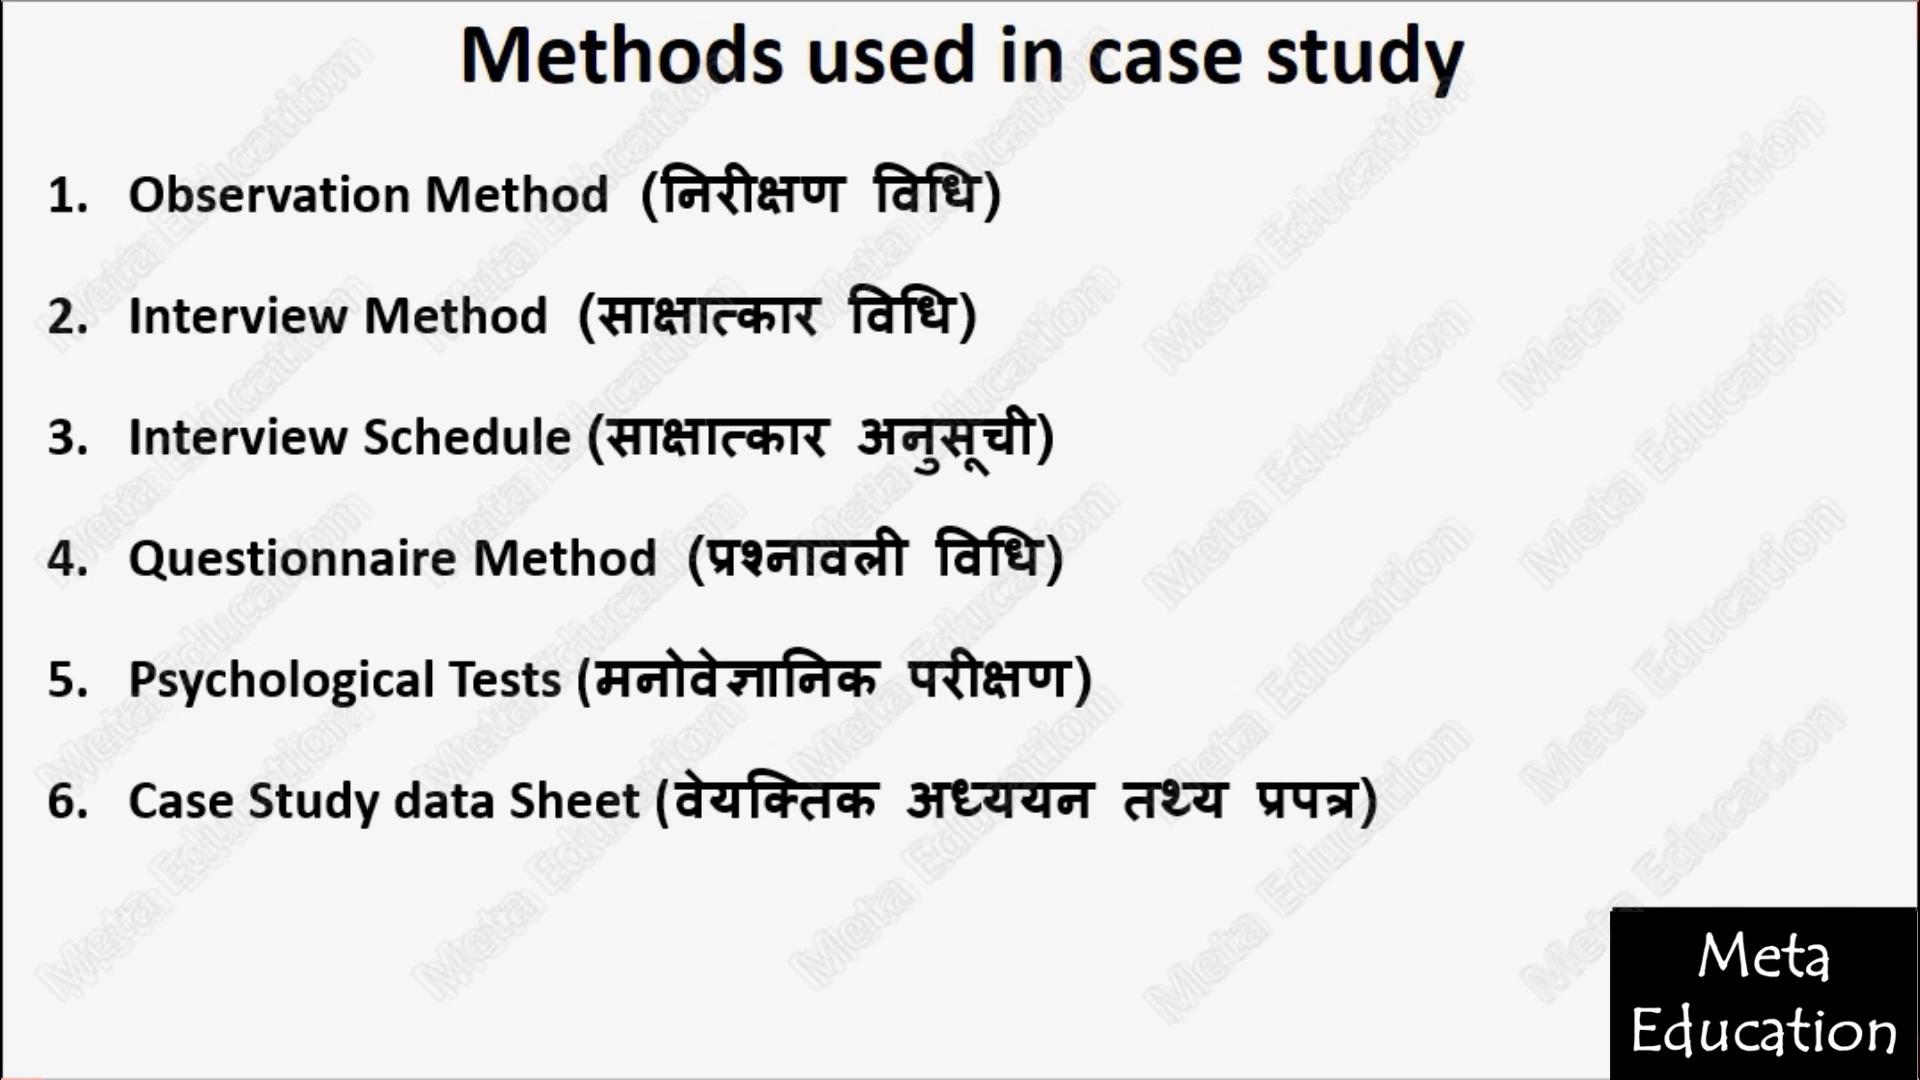 Methods used in case study
1. Observation Method (निरीक्षण विधि)
2. Interview Method (साक्षात्कार विधि)
3. Interview Schedule (साक्षात्कार अनुसूची)
4. Questionnaire Method (प्रश्नावली विधि)
5. Psychological Tests (मनोवेज्ञानिक परीक्षण)
6. Case Study data Sheet (वेयक्तिक अध्ययन तथ्य प्रपत्र)
Meta
Education